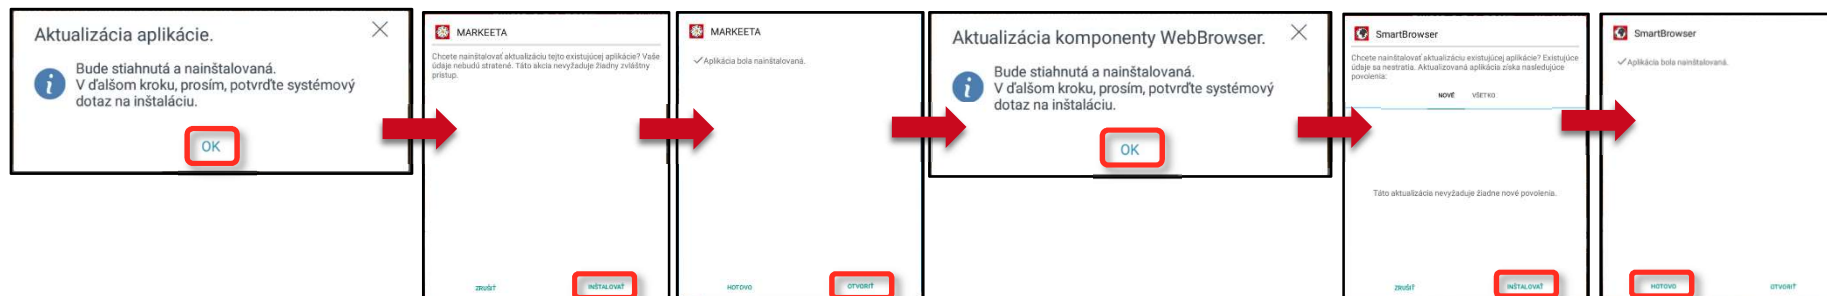 Aktualizácia aplikácie.
Bude stiahnutá a nainštalovaná.
V ďalšom kroku, prosím, potvrďte systémový
dotaz na inštaláciu.
OK
MARKEETA
Chcete nainštalovať aktualizáciu tejto existujúcej aplikácie? Vaše
údaje nebudú stratené. Táto akcia nevyžaduje žiadny zvláštny
prístup.
ZRUŠIŤ
INŠTALOVAŤ
MARKEETA
Aplikácia bola nainštalovaná.
HOTOVO
OTVORIŤ
Aktualizácia komponenty WebBrowser.
Bude stiahnutá a nainštalovaná.
V ďalšom kroku, prosím, potvrďte systémový
dotaz na inštaláciu.
OK
SmartBrowser
Chcete nainštalovať aktualizáciu existujúcej aplikácie? Existujúce
údaje sa nestratia. Aktualizovaná aplikácia získa nasledujúce
povolenia:
NOVÉ VŠETKO
Táto aktualizácia nevyžaduje žiadne nové povolenia.
ZRUŠIŤ
INŠTALOVAŤ
SmartBrowser
Aplikácia bola nainštalovaná.
HOTOVO
OTVORIŤ